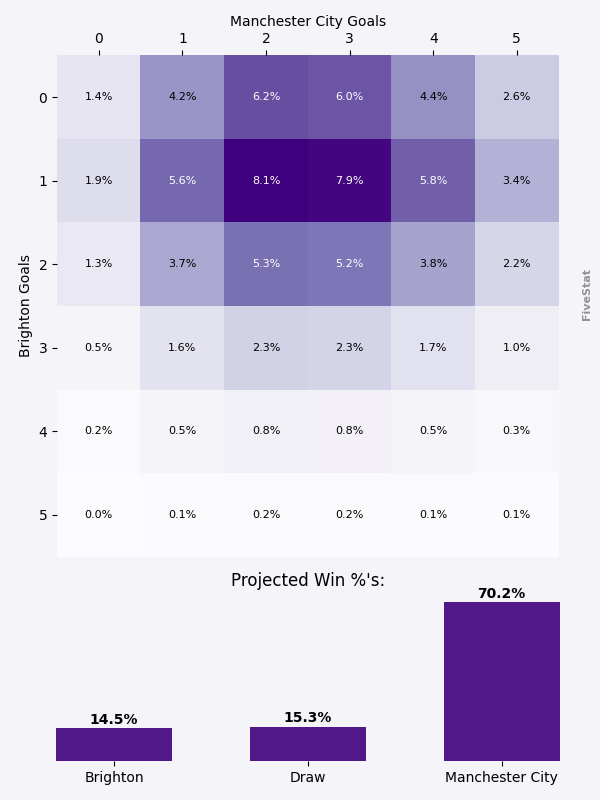 Manchester City Goals
0 1 2 3 4 5
0 1.4% 4.2% 6.2% 6.0% 4.4% 2.6%
1 1.9% 5.6% 8.1% 7.9% 5.8% 3.4%
2 1.3% 3.7% 5.3% 5.2% 3.8% 2.2%
3 0.5% 1.6% 2.3% 2.3% 1.7% 1.0%
4 0.2% 0.5% 0.8% 0.8% 0.5% 0.3%
5 0.0% 0.1% 0.2% 0.2% 0.1% 0.1%
Brighton Goals
FiveStat
Projected Win %'s:
14.5% 15.3% 70.2%
Brighton Draw Manchester City